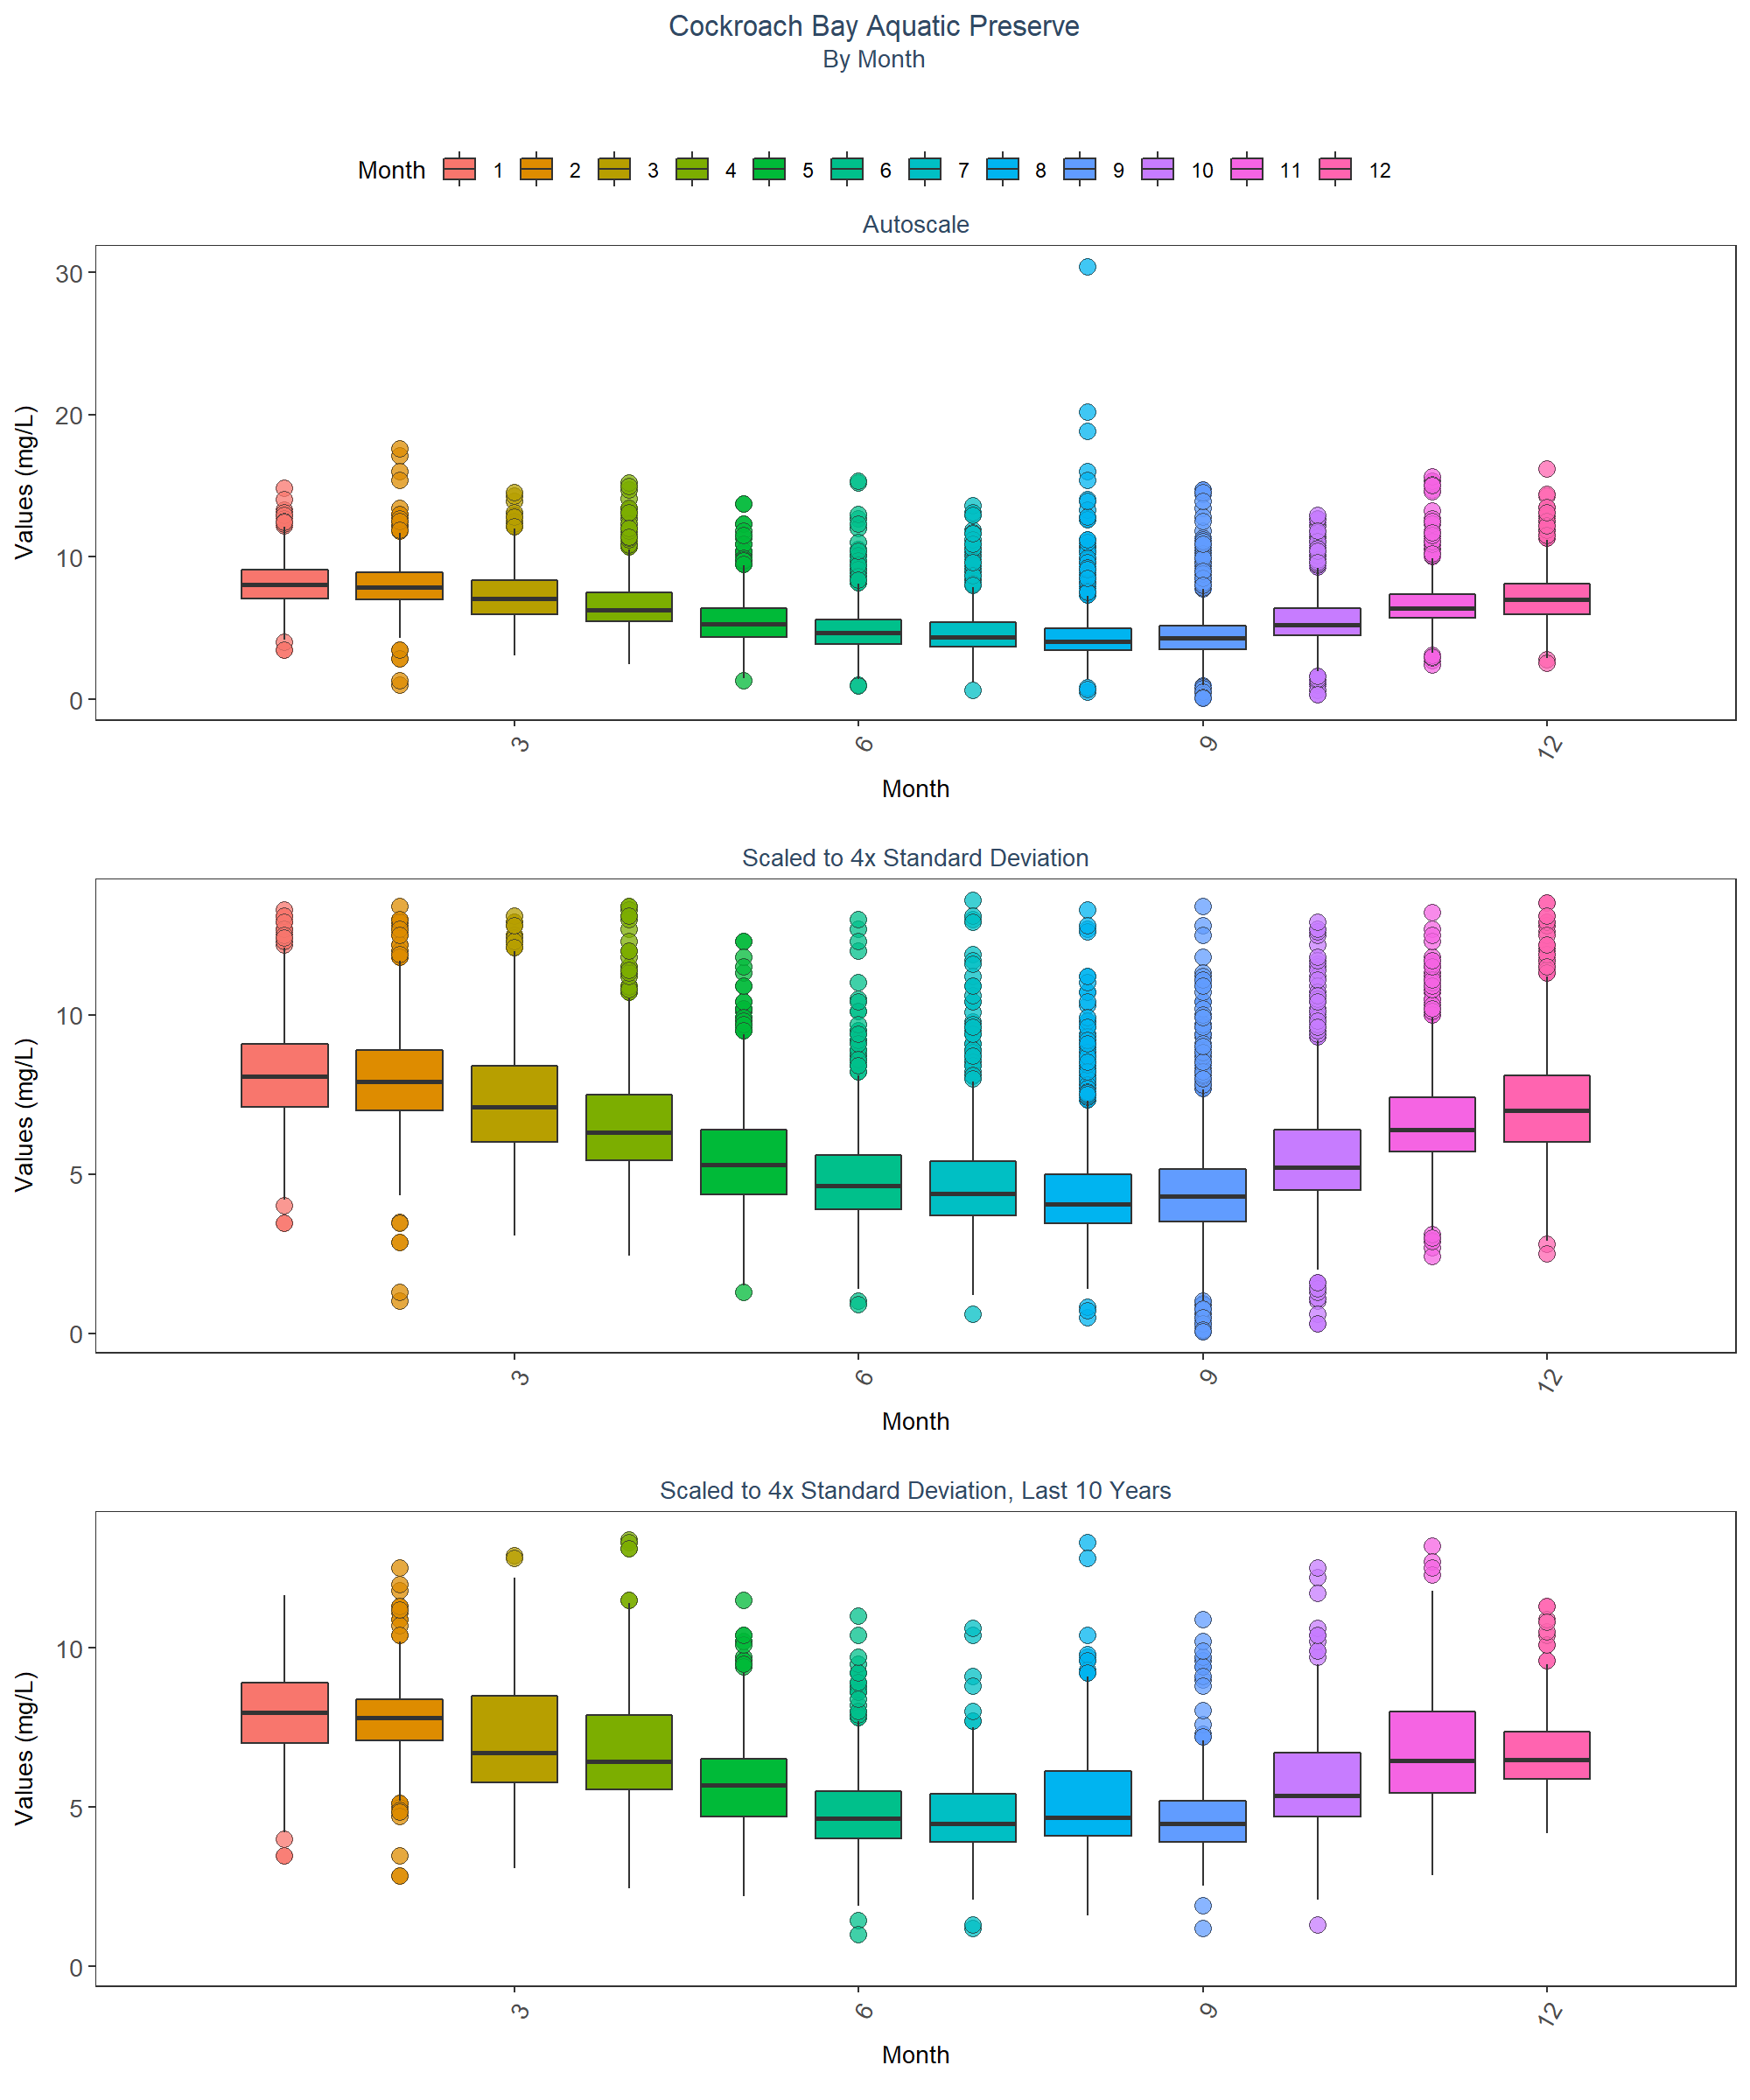 Cockroach Bay Aquatic Preserve
By Month
Month 1 2 3 4 5 6 7 8 9 10 11 12
Autoscale
Values (mg/L)
30
20
10
0
3 6 9 12
Month
Scaled to 4x Standard Deviation
Values (mg/L)
10
5
0
3 6 9 12
Month
Scaled to 4x Standard Deviation, Last 10 Years
Values (mg/L)
10
5
0
3 6 9 12
Month